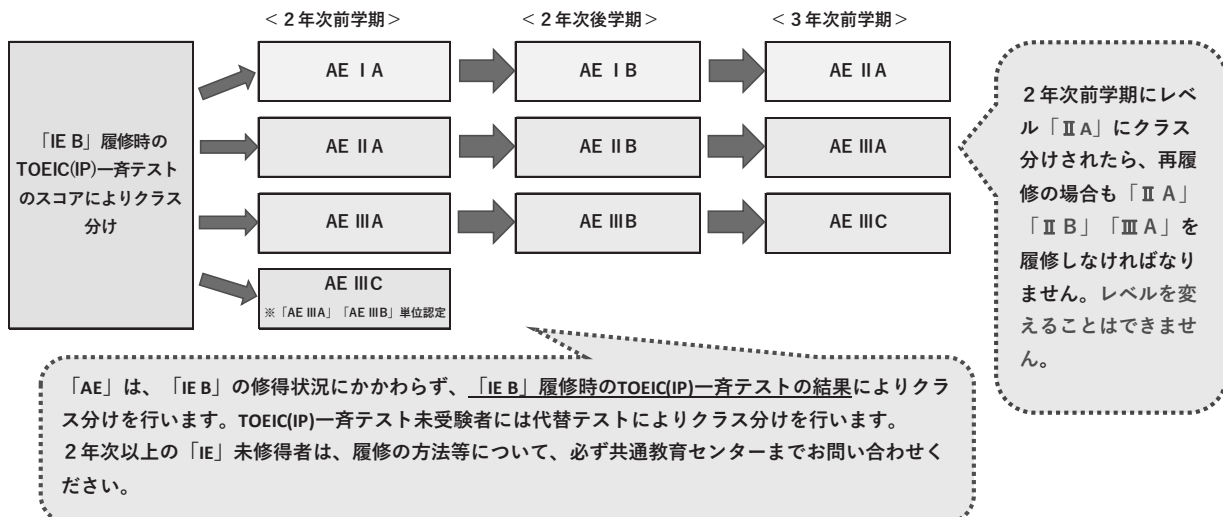 ＜２年次前学期＞
＜２年次後学期＞
＜３年次前学期＞
「IE B」履修時の
TOEIC(IP)一斉テスト
のスコアによりクラス
分け
AE ⅠA
AE ⅠB
AE ⅡA
AE ⅡA
AE ⅡB
AE ⅢA
AE ⅢA
AE ⅢB
AE ⅢC
AE ⅢC
※「AE ⅢA」「AE ⅢB」単位認定
２年次前学期にレベ
ル「ⅡA」にクラス
分けされたら、再履
修の場合も「ⅡA」
「ⅡB」「ⅢA」を
履修しなければなり
ません。レベルを変
えることはできませ
ん。
「AE」は、「IE B」の修得状況にかかわらず、「IE B」履修時のTOEIC(IP)一斉テストの結果によりクラ
ス分けを行います。TOEIC(IP)一斉テスト未受験者には代替テストによりクラス分けを行います。
２年次以上の「IE」未修得者は、履修の方法等について、必ず共通教育センターまでお問い合わせく
ださい。